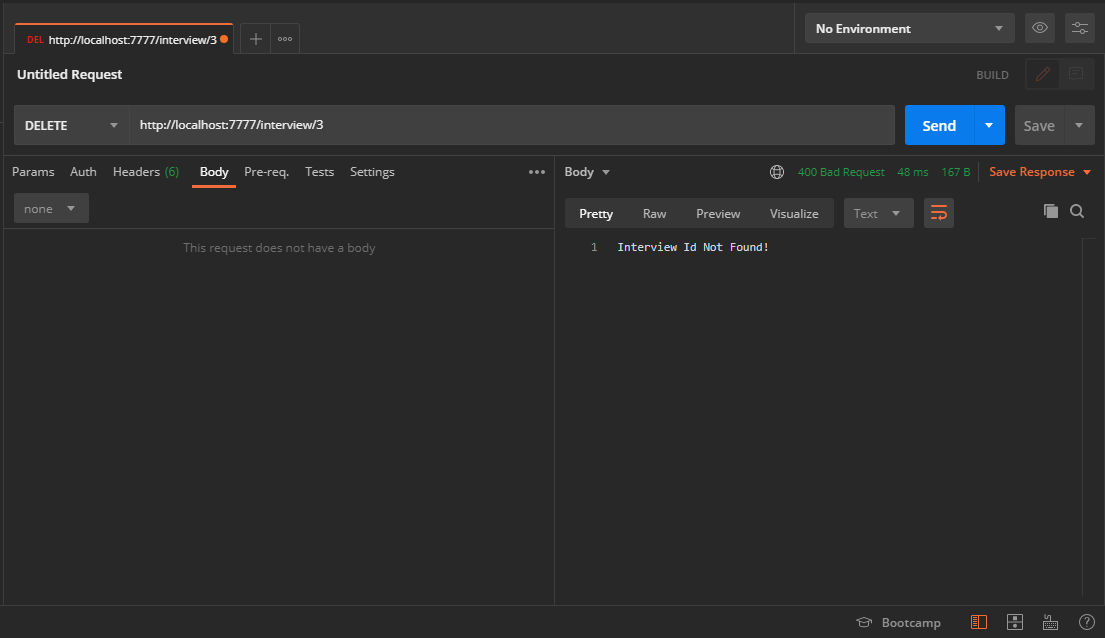 DEL http://localhost:7777/interview/3
No Environment
Untitled Request
BUILD
DELETE http://localhost:7777/interview/3 Send Save
Params Auth Headers (6) Body Pre-req. Tests Settings
Body 400 Bad Request 48 ms 167 B Save Response
none
Pretty Raw Preview Visualize Text
This request does not have a body
1 Interview Id Not Found!
Bootcamp